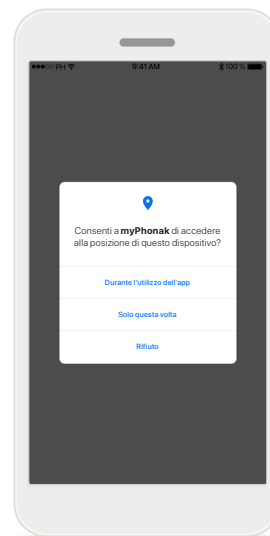 PH 9:41 AM 100 %
Consenti a myPhonak di accedere
alla posizione di questo dispositivo?
Durante l'utilizzo dell'app
Solo questa volta
Rifiuto